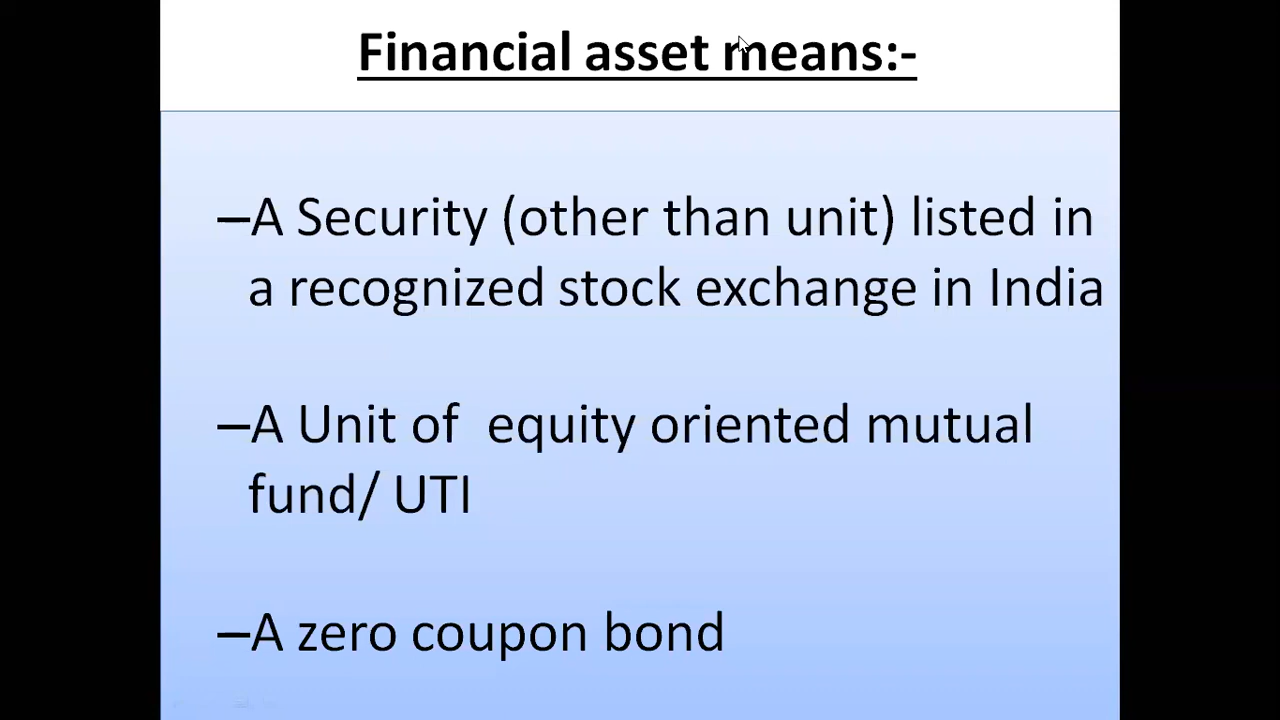 Financial asset means:-
–A Security (other than unit) listed in
a recognized stock exchange in India
–A Unit of  equity oriented mutual
fund/ UTI
–A zero coupon bond